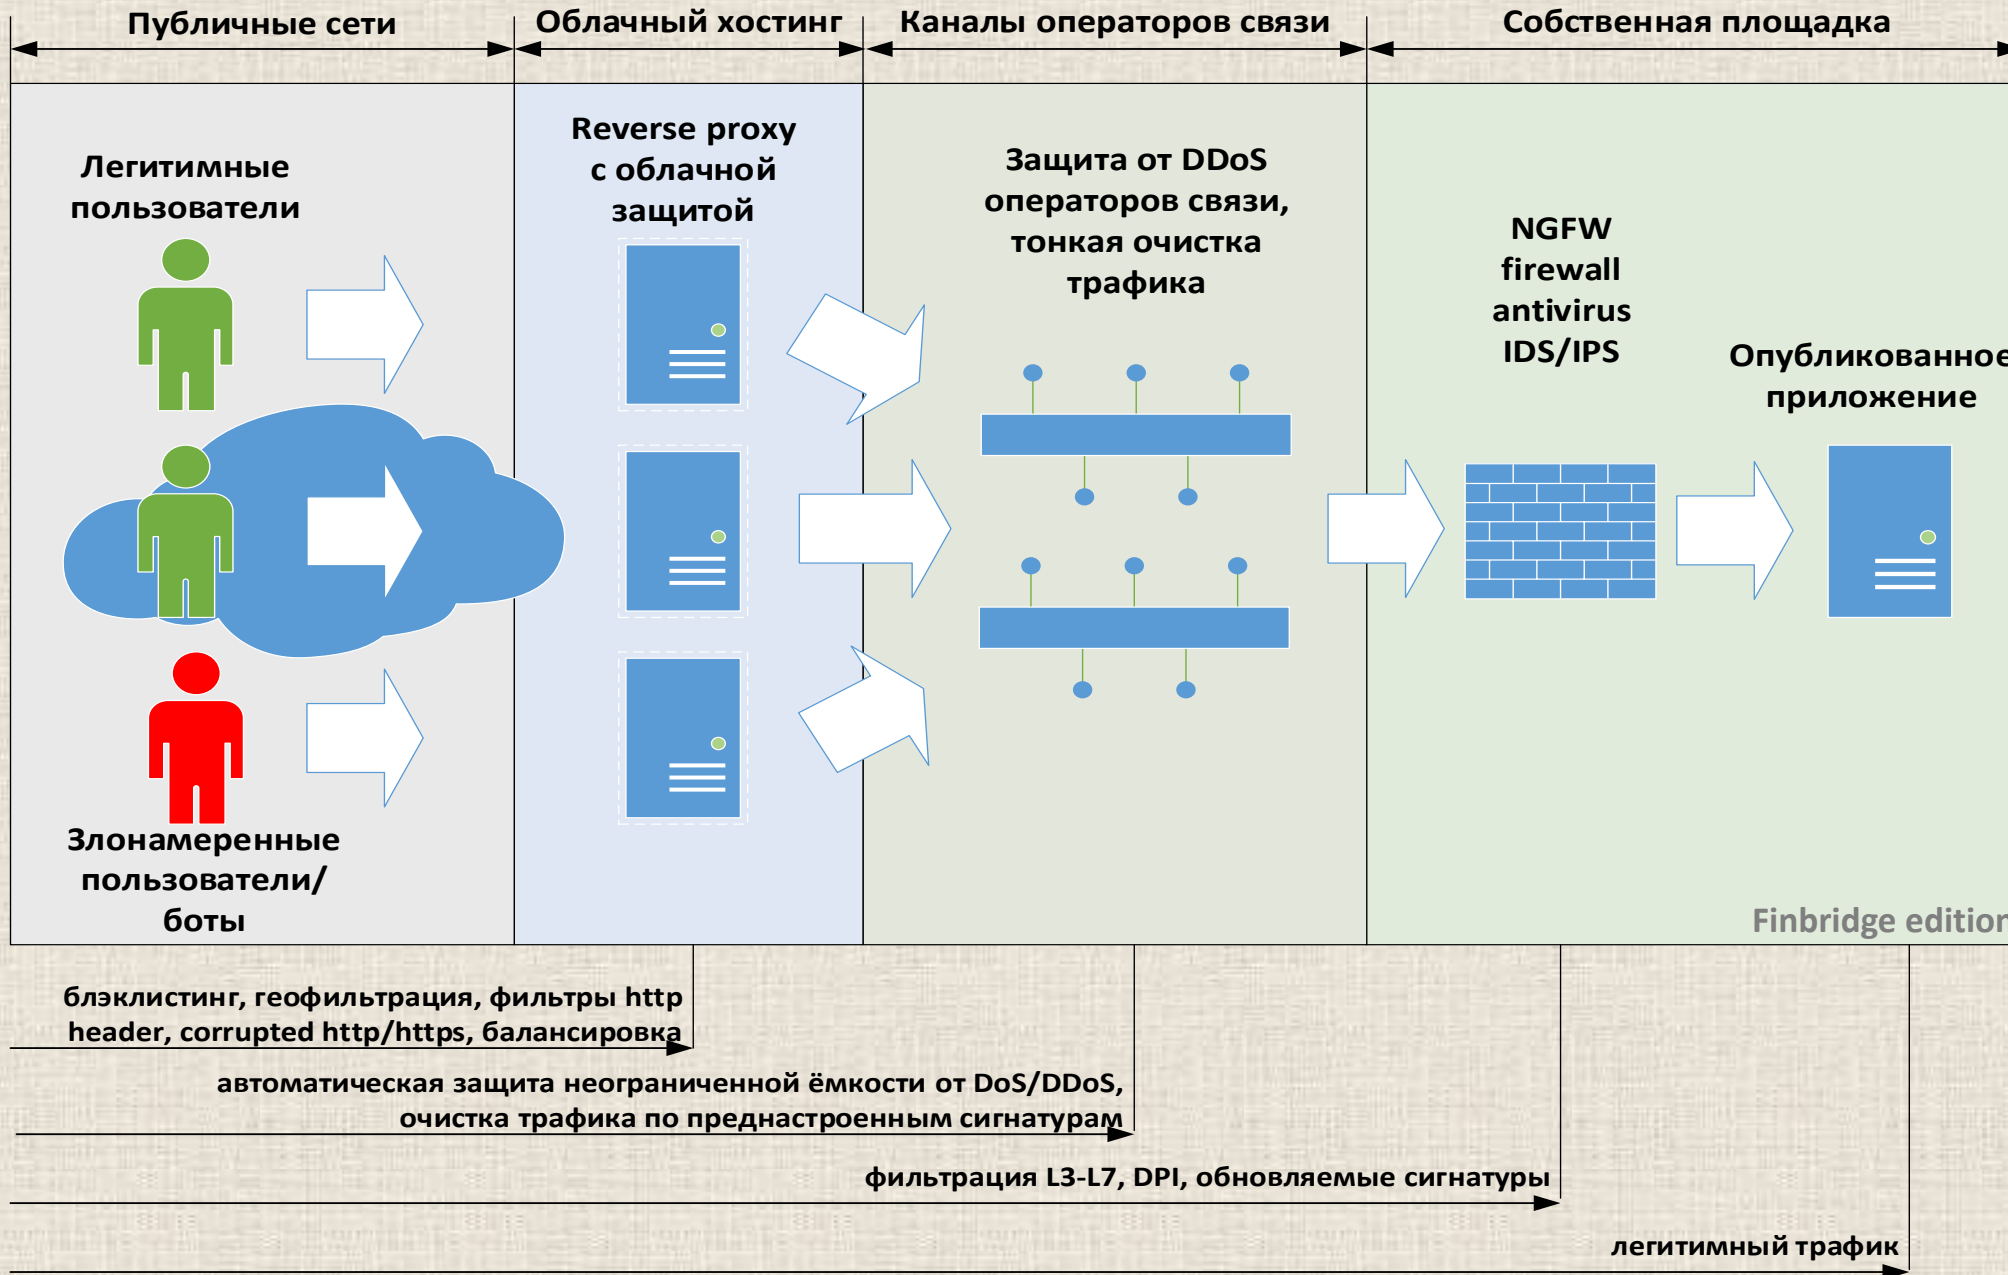 Публичные сети
Облачный хостинг
Каналы операторов связи
Собственная площадка
Легитимные
пользователи
Злонамеренные
пользователи/
боты
Reverse proxy
с облачной
защитой
Защита от DDoS
операторов связи,
тонкая очистка
трафика
NGFW
firewall
antivirus
IDS/IPS
Опубликованное
приложение
Finbridge edition
блэклистинг, геофильтрация, фильтры http
header, corrupted http/https, балансировка
автоматическая защита неограниченной ёмкости от DoS/DDoS,
очистка трафика по преднастроенным сигнатурам
фильтрация L3-L7, DPI, обновляемые сигнатуры
легитимный трафик